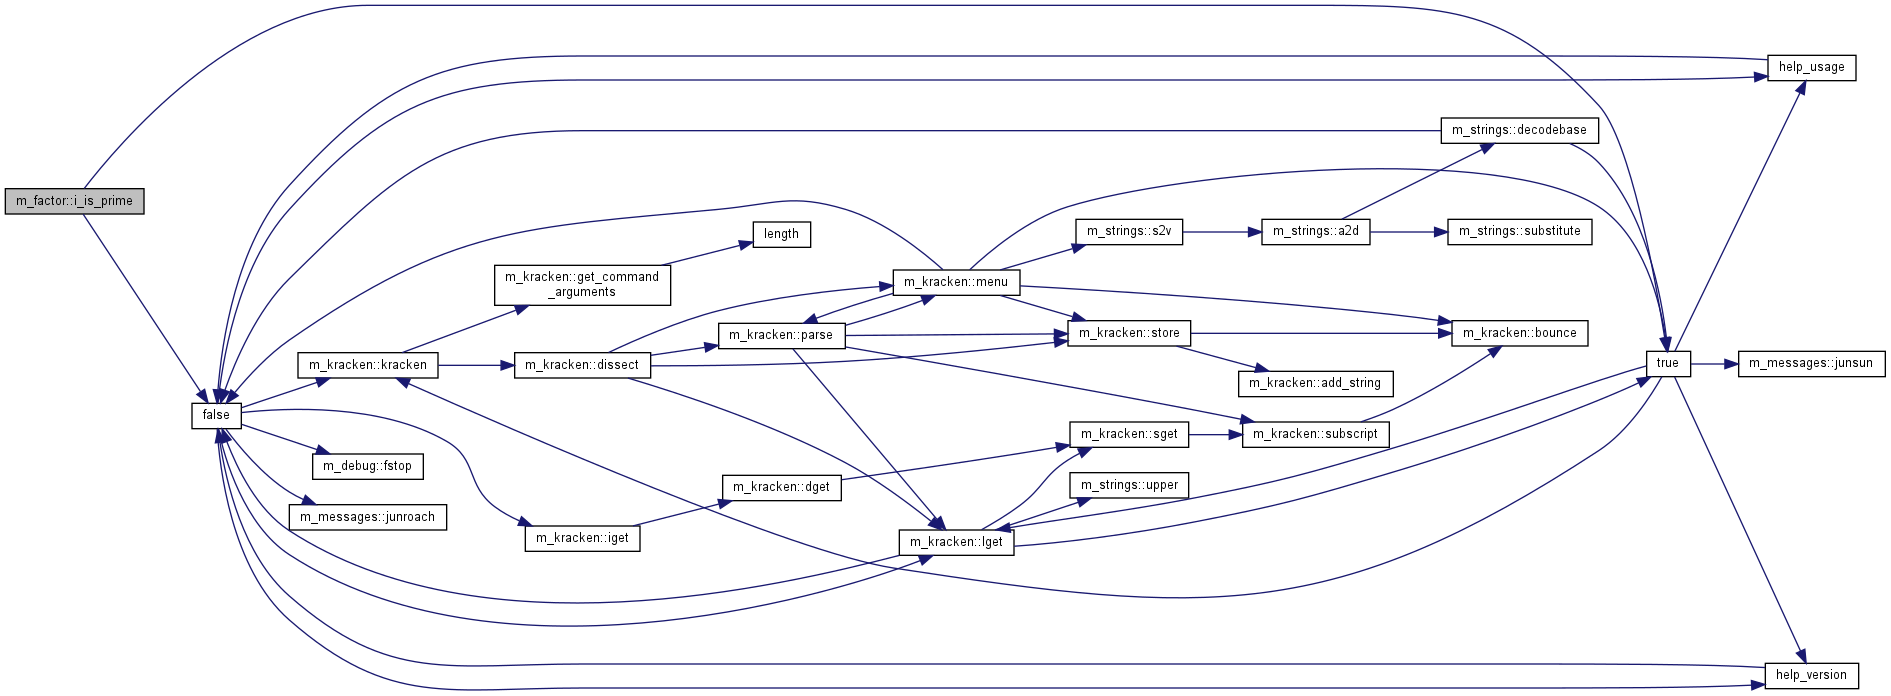 help_usage
m_strings::decodebase
m_factor::i_is_prime
length
m_strings::s2v
m_strings::a2d
m_strings::substitute
m_kracken::get_command
_arguments
m_kracken::menu
m_kracken::parse
m_kracken::store
m_kracken::bounce
m_kracken::kracken
m_kracken::dissect
true
m_messages::junsun
m_kracken::add_string
false
m_kracken::sget
m_kracken::subscript
m_debug::fstop
m_kracken::dget
m_strings::upper
m_messages::junroach
m_kracken::iget
m_kracken::lget
help_version